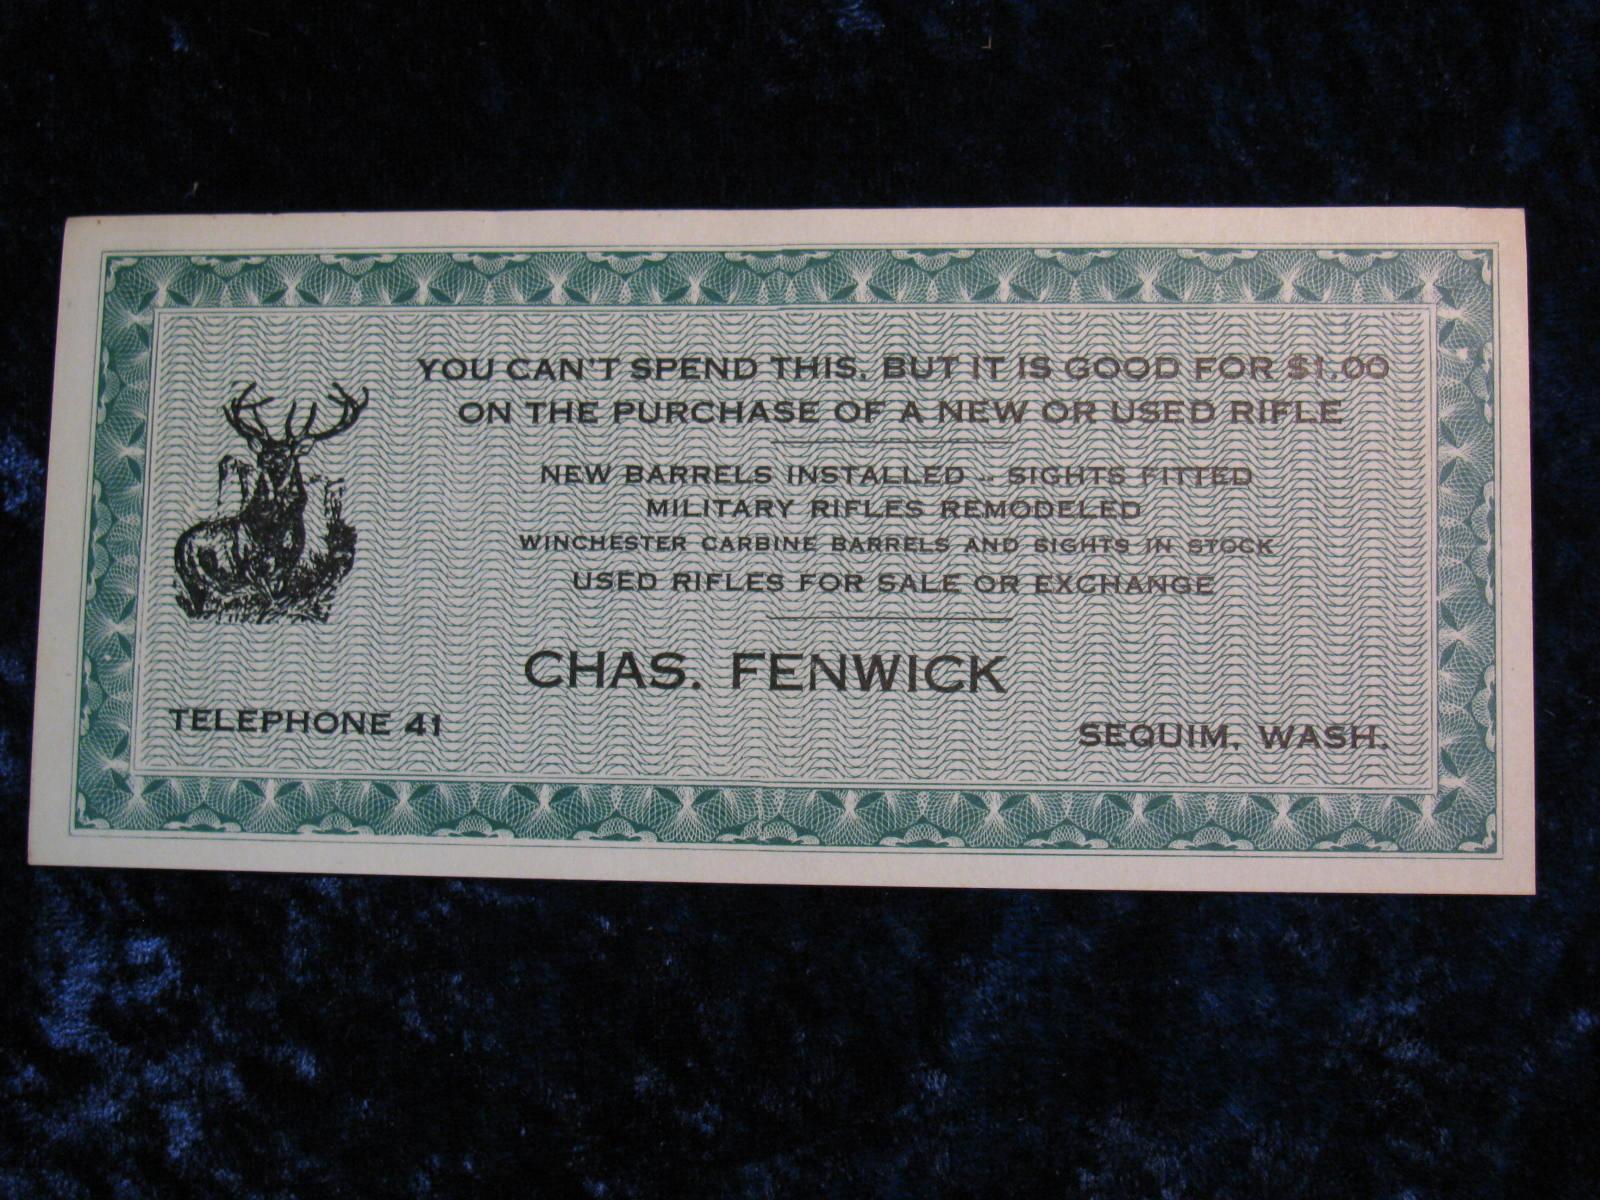 YOU CAN'T SPEND THIS, BUT IT IS GOOD FOR $1.00
ON THE PURCHASE OF A NEW OR USED RIFLE
NEW BARRELS INSTALLED -- SIGHTS FITTED
MILITARY RIFLES REMODELED
WINCHESTER CARBINE BARRELS AND SIGHTS IN STOCK
USED RIFLES FOR SALE OR EXCHANGE
CHAS. FENWICK
TELEPHONE 41
SEQUIM, WASH.